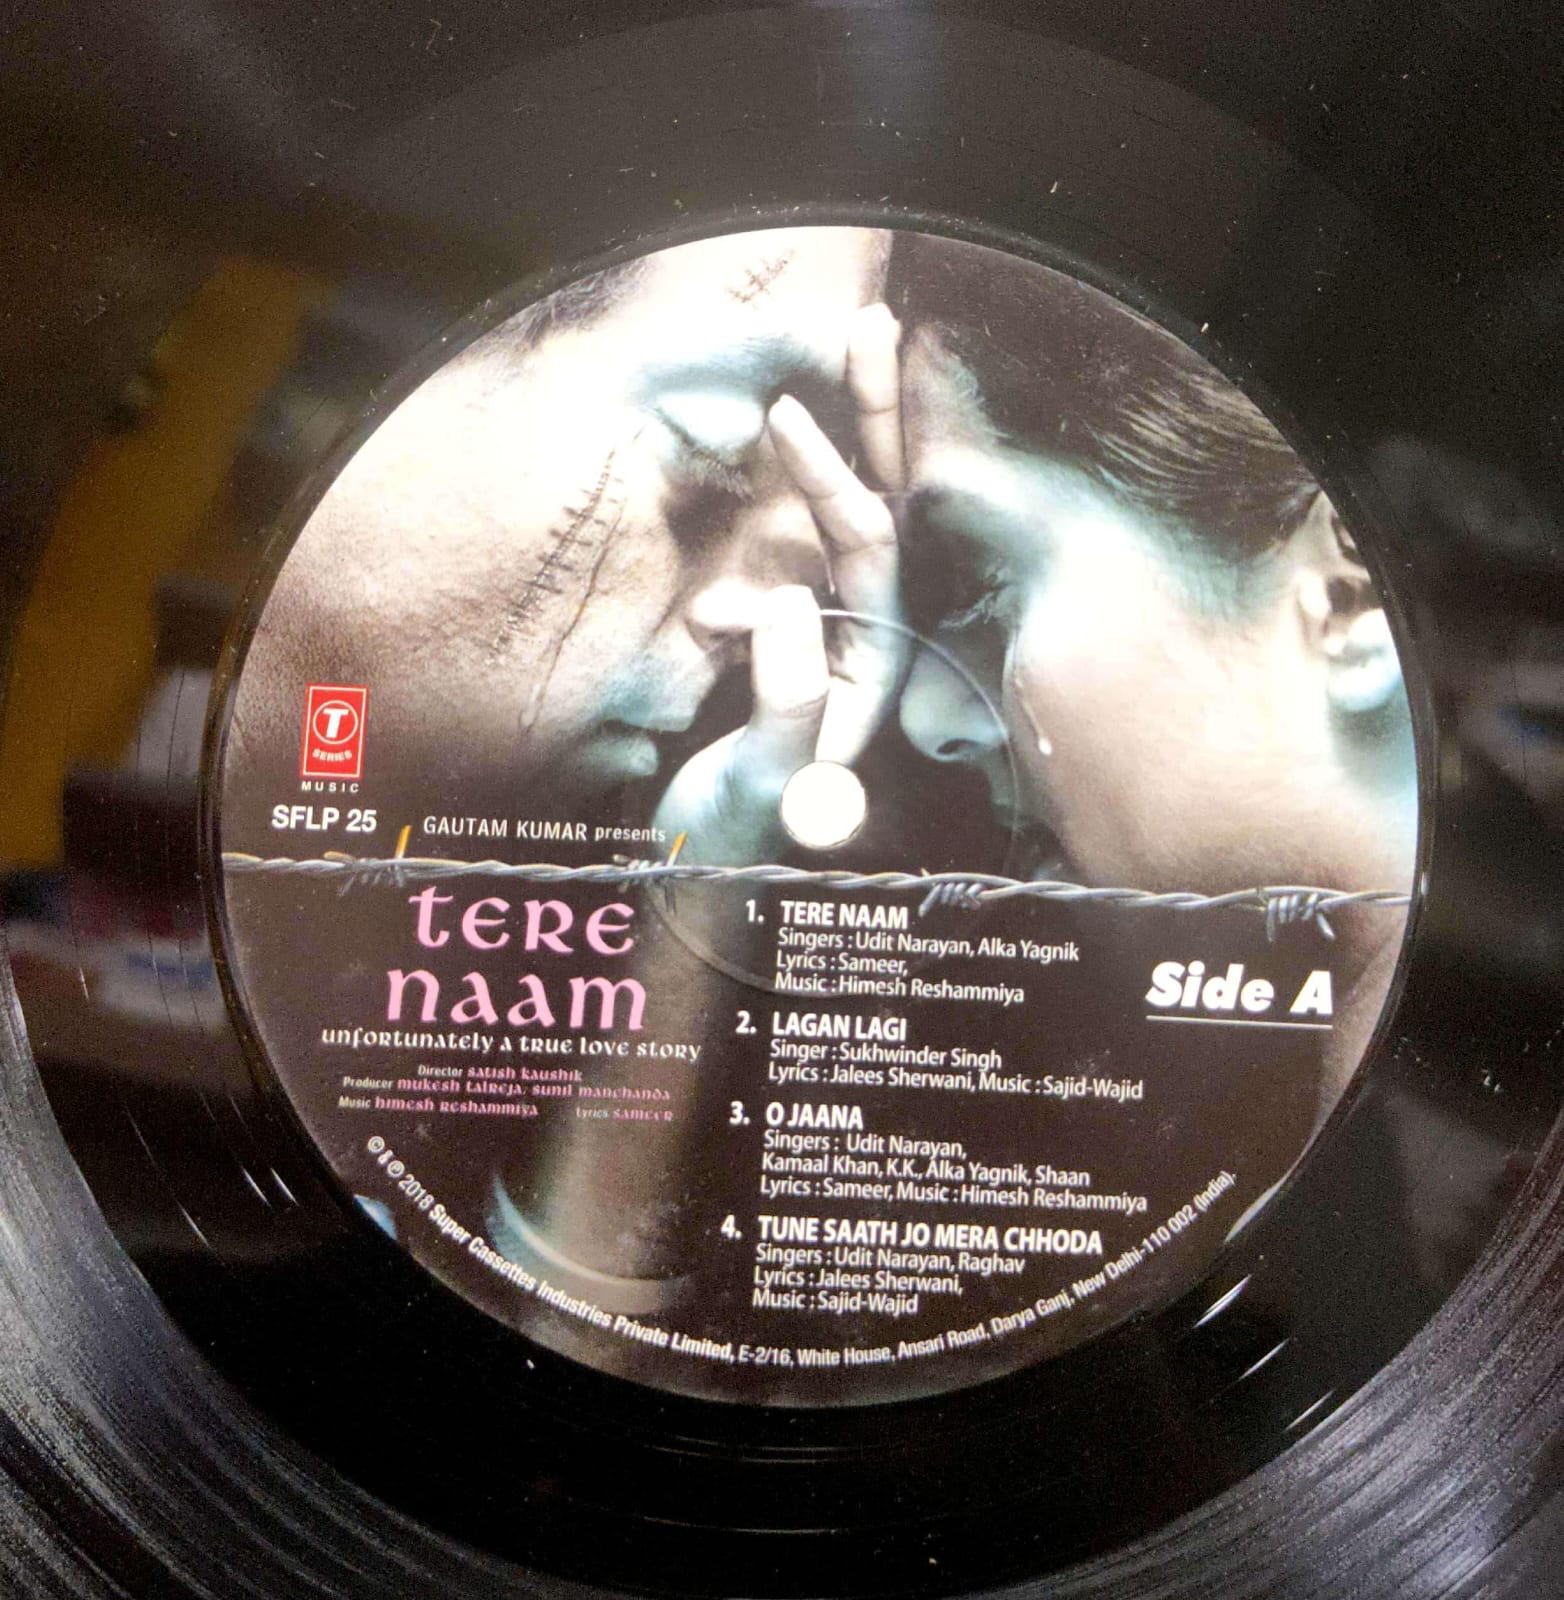 T
SERIES
MUSIC
SFLP 25
GAUTAM KUMAR presents
teRe
naam
unfortunately a true love story
Director satish kaushik
Producer mukesh talreja, sunil manchanda
Music himesh reshammiya Lyrics sameer
1. TERE NAAM
Singers : Udit Narayan, Alka Yagnik
Lyrics : Sameer,
Music : Himesh Reshammiya
2. LAGAN LAGI
Singer : Sukhwinder Singh
Lyrics : Jalees Sherwani, Music : Sajid-Wajid
3. O JAANA
Singers : Udit Narayan,
Kamaal Khan, K.K., Alka Yagnik, Shaan
Lyrics : Sameer, Music : Himesh Reshammiya
4. TUNE SAATH JO MERA CHHODA
Singers : Udit Narayan, Raghav
Lyrics : Jalees Sherwani,
Music : Sajid-Wajid
Side A
© & ℗ 2018 Super Cassettes Industries Private Limited, E-2/16, White House, Ansari Road, Darya Ganj, New Delhi-110 002 (India).